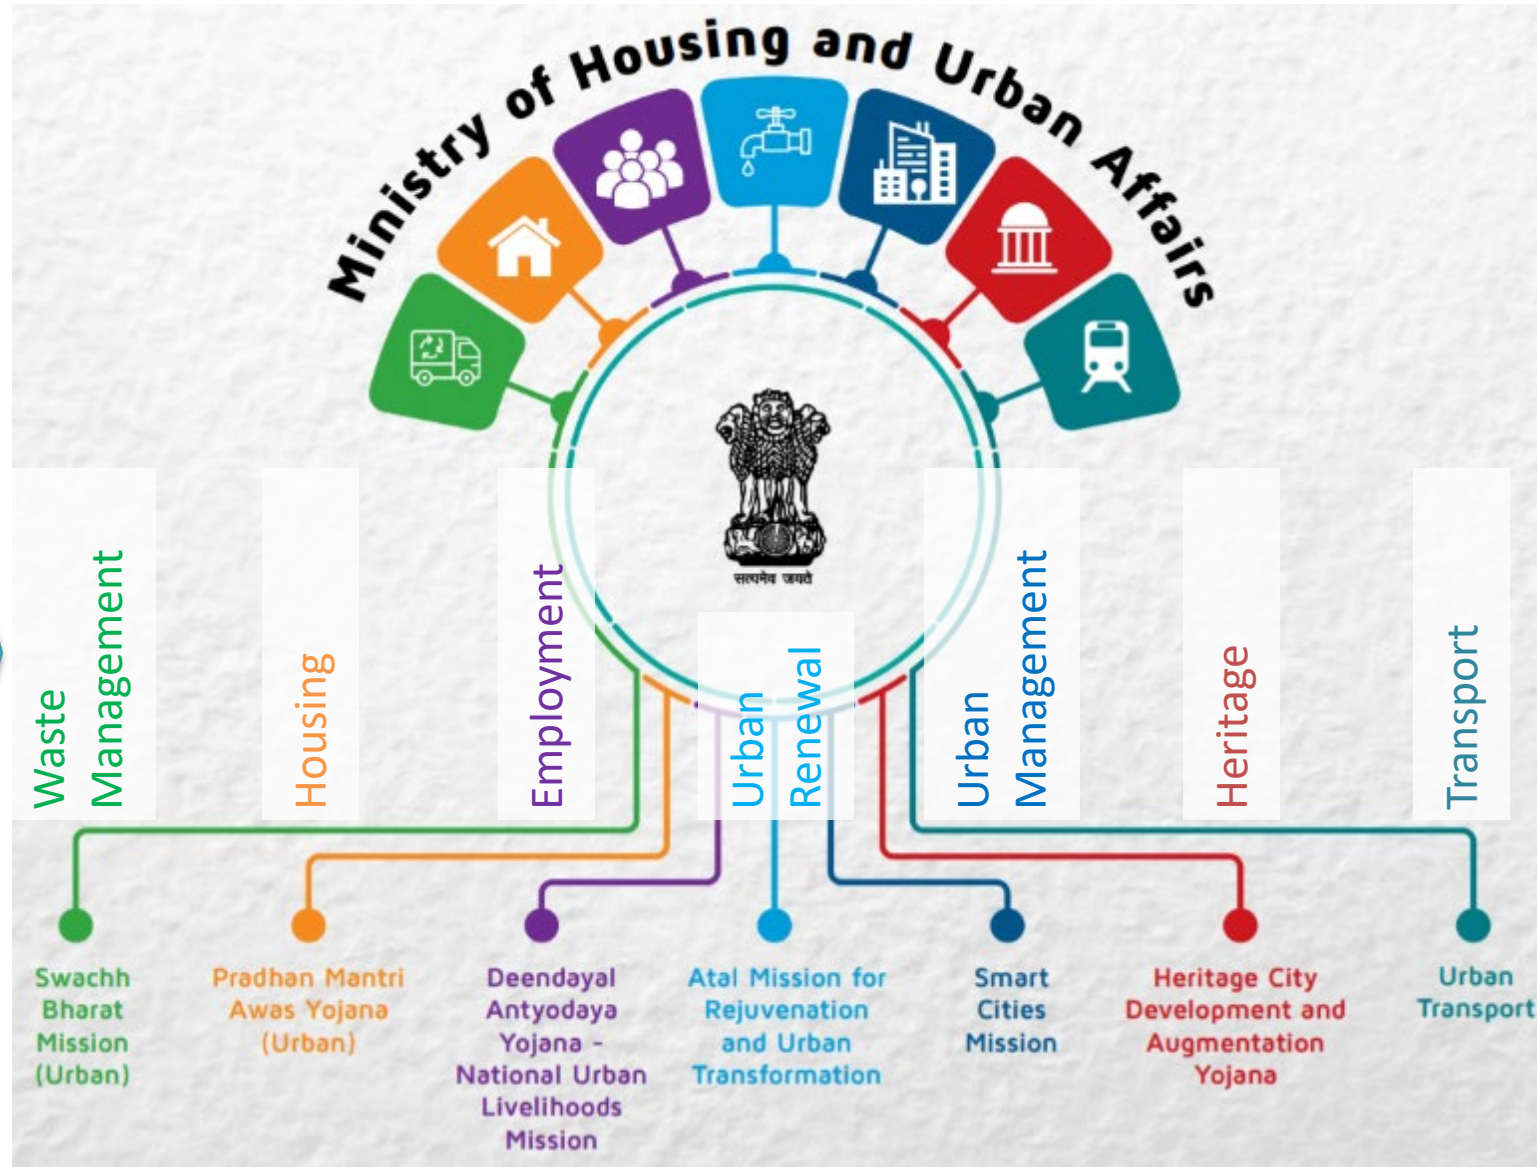 Ministry of Housing and Urban Affairs
सत्यमेव जयते
Waste
Management
Housing
Employment
Urban
Renewal
Urban
Management
Heritage
Transport
Swachh
Bharat
Mission
(Urban)
Pradhan Mantri
Awas Yojana
(Urban)
Deendayal
Antyodaya
Yojana -
National Urban
Livelihoods
Mission
Atal Mission for
Rejuvenation
and Urban
Transformation
Smart
Cities
Mission
Heritage City
Development and
Augmentation
Yojana
Urban
Transport